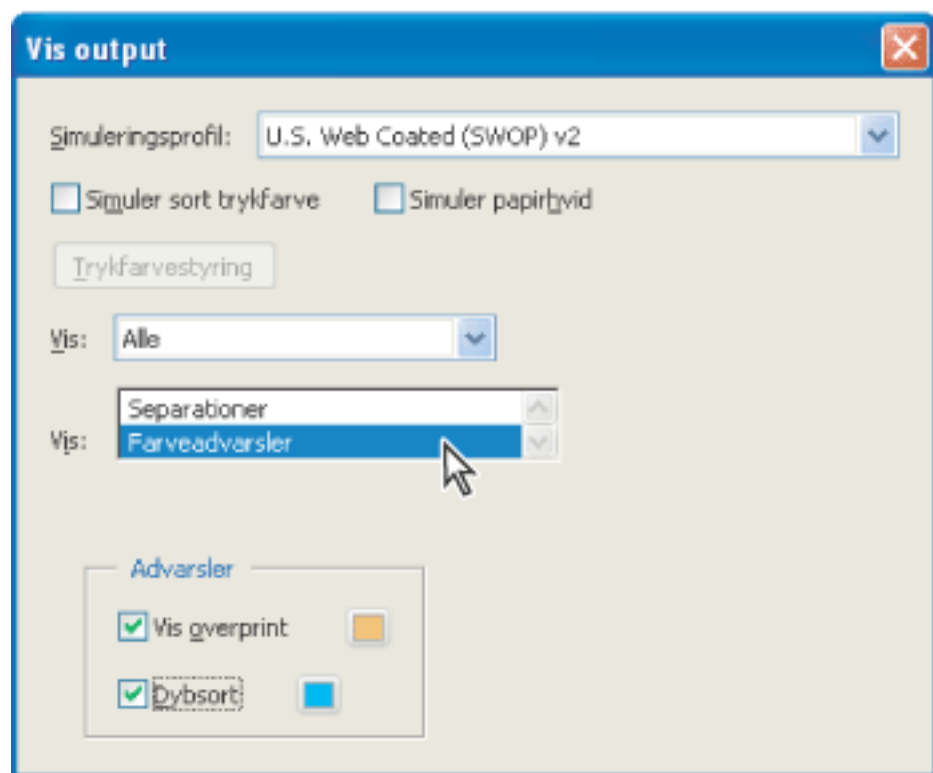 Vis output
Simuleringsprofil: U.S. Web Coated (SWOP) v2
Simuler sort trykfarve Simuler papirhvid
Trykfarvestyring
Vis: Alle
Separationer
Vis: Farveadvarsler
Advarsler
Vis overprint
Dybsort